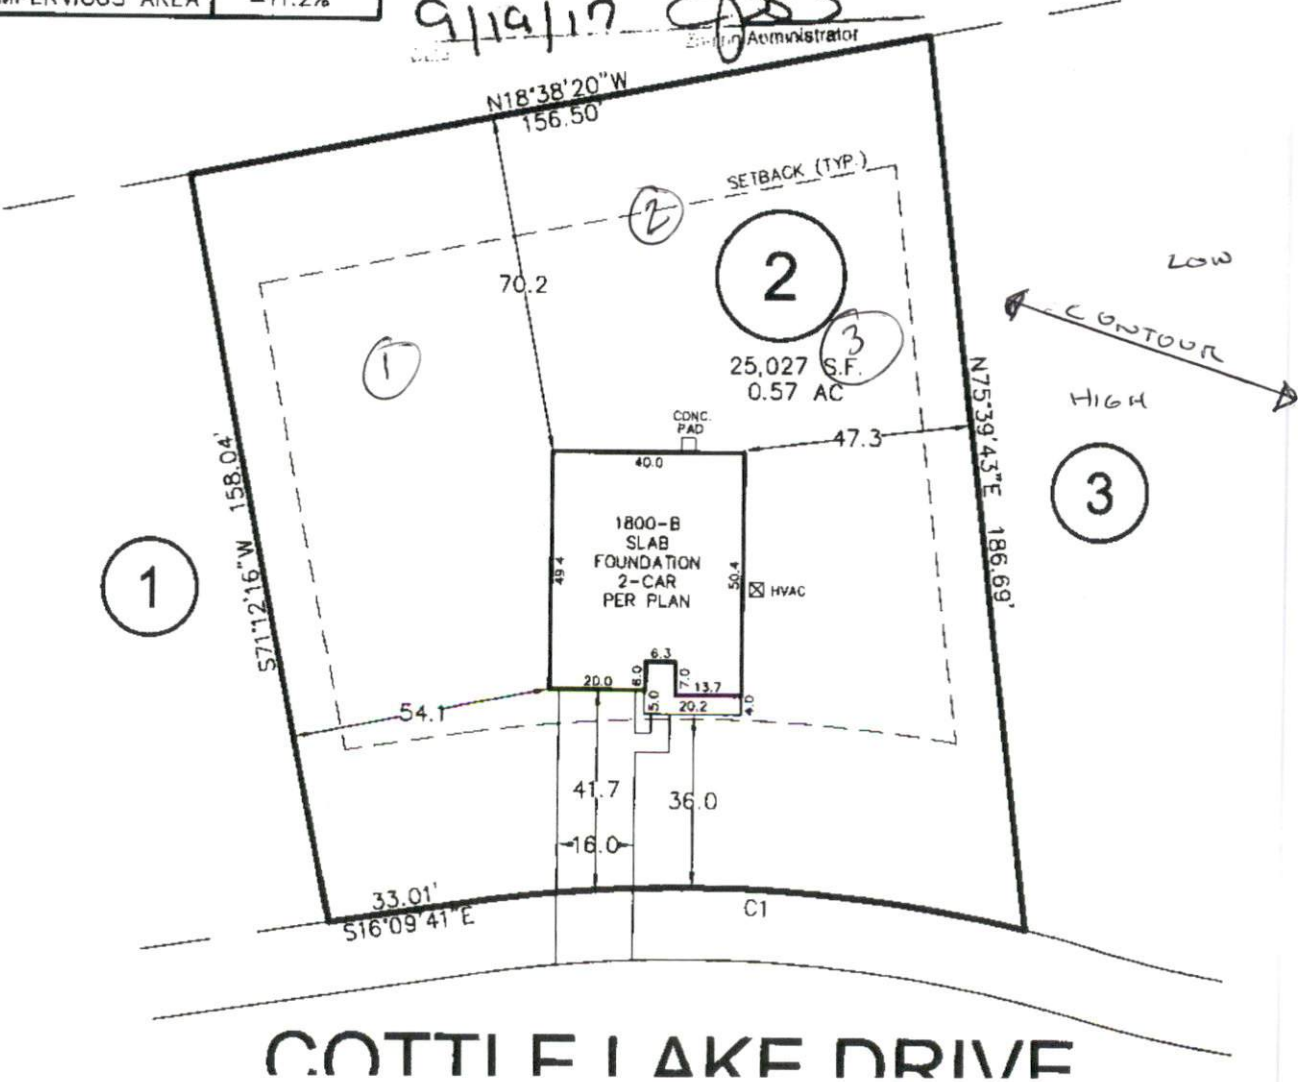 IMPERVIOUS AREA
9/19/17
Zoning Administrator
N18°38'20"W
156.50'
SETBACK (TYP.)
2
2
70.2
LOW
CONTOUR
HIGH
1
3
25,027 S.F.
0.57 AC
CONC.
PAD
47.3
40.0
N75°39'43"E 186.69'
3
S71°12'16"W 158.04'
1
1800-B
SLAB
FOUNDATION
2-CAR
PER PLAN
49.4
50.4
HVAC
6.3
6.0
7.0
20.0
13.7
5.0
20.2
4.0
54.1
41.7
36.0
16.0
33.01'
S16°09'41"E
C1
COTTLE LAKE DRIVE